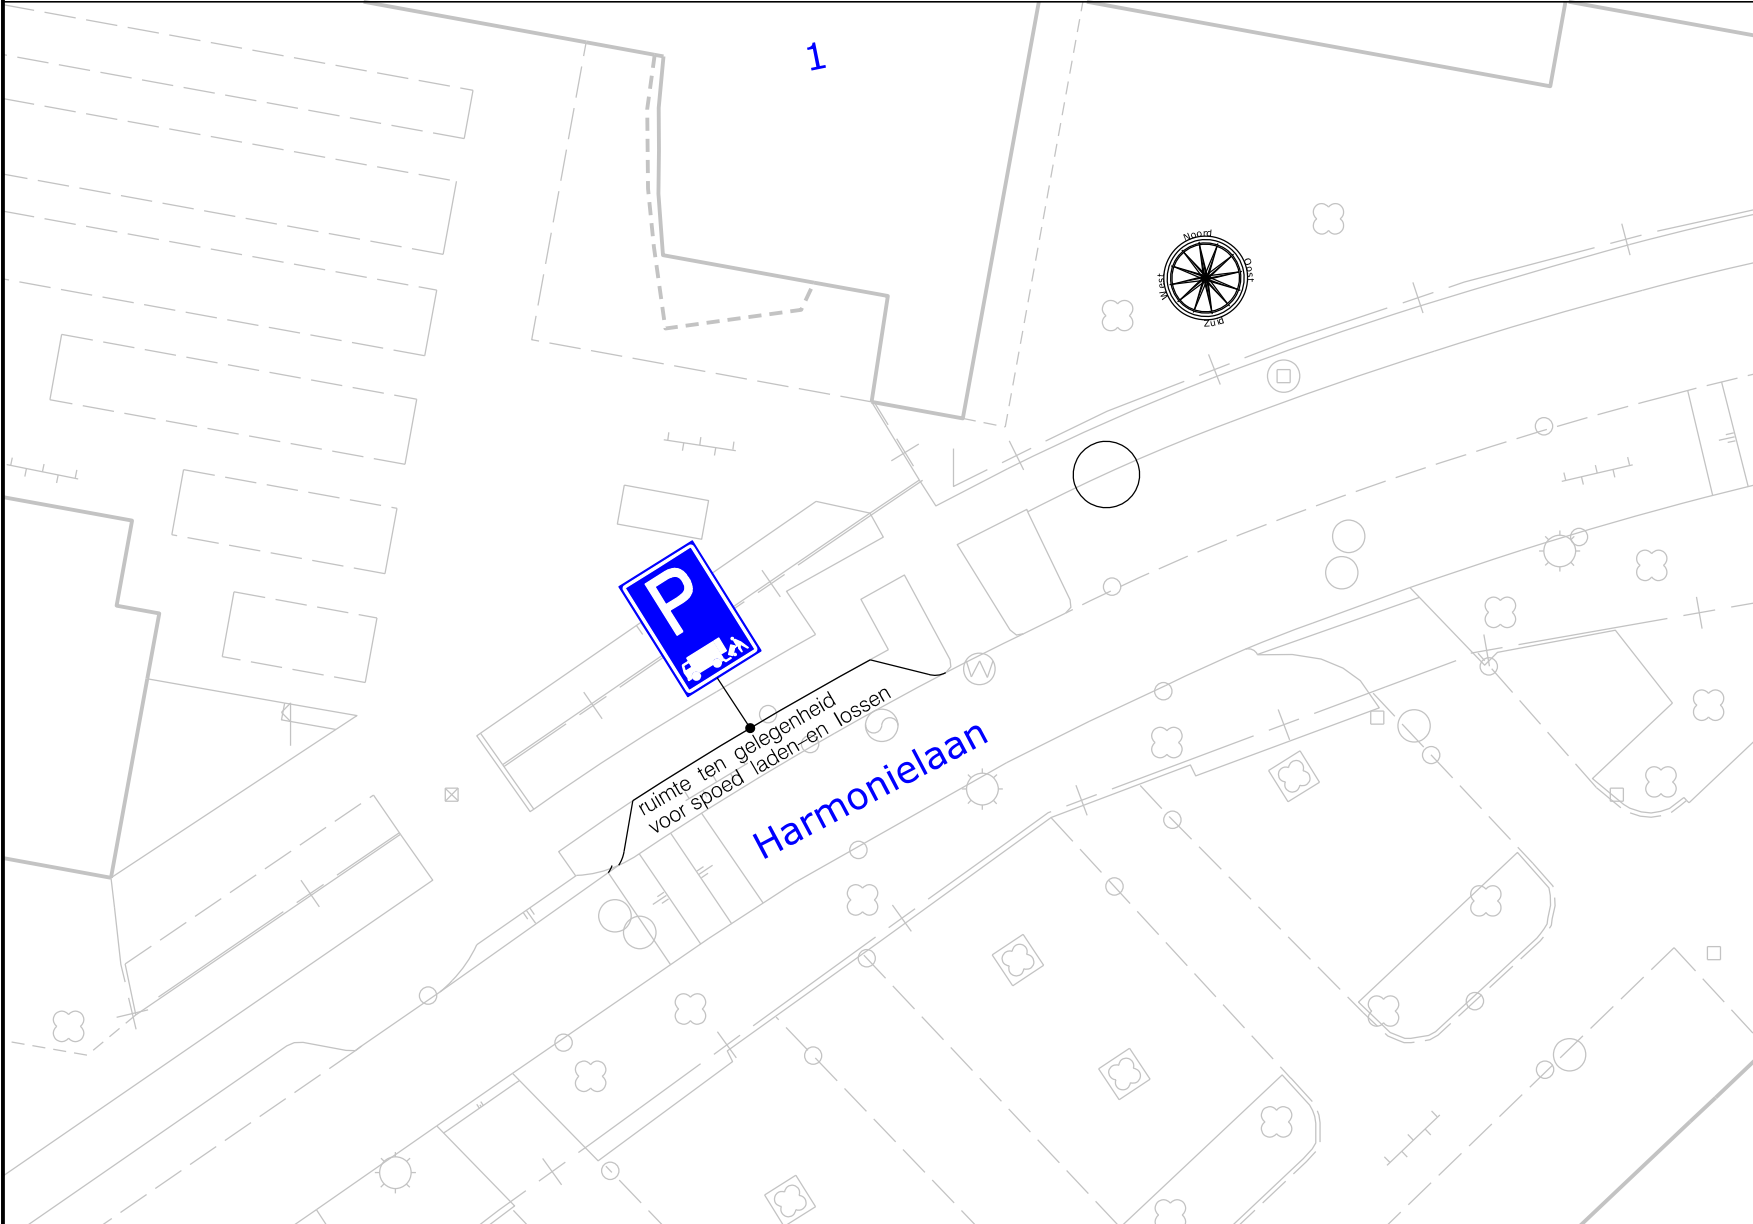 1
Noord
Oost
West
Zuid
P
ruimte ten gelegenheid
voor spoed laden-en lossen
Harmonielaan